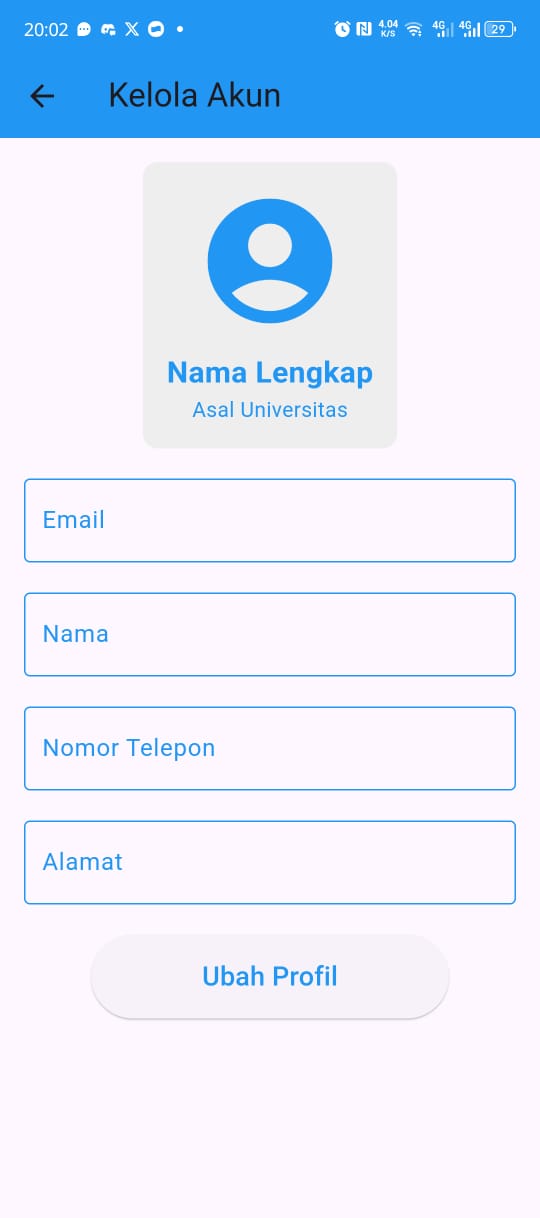 20:02
4.04 K/S 4G 4G 29
Kelola Akun
Nama Lengkap
Asal Universitas
Email
Nama
Nomor Telepon
Alamat
Ubah Profil